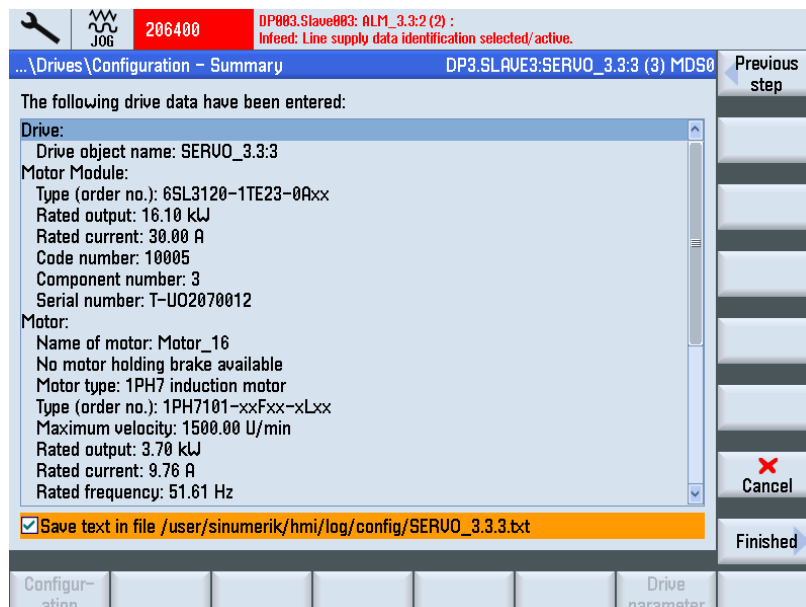 JOG
206400
DP003.Slave003: ALM_3.3:2 (2) :
Infeed: Line supply data identification selected/active.
...\Drives\Configuration - Summary
DP3.SLAVE3:SERVO_3.3:3 (3) MDS0
Previous
step
The following drive data have been entered:
Drive:
Drive object name: SERVO_3.3:3
Motor Module:
Type (order no.): 6SL3120-1TE23-0Axx
Rated output: 16.10 kW
Rated current: 30.00 A
Code number: 10005
Component number: 3
Serial number: T-UO2070012
Motor:
Name of motor: Motor_16
No motor holding brake available
Motor type: 1PH7 induction motor
Type (order no.): 1PH7101-xxFxx-xLxx
Maximum velocity: 1500.00 U/min
Rated output: 3.70 kW
Rated current: 9.76 A
Rated frequency: 51.61 Hz
Cancel
Save text in file /user/sinumerik/hmi/log/config/SERVO_3.3.3.txt
Finished
Configur-
ation
Drive
parameter